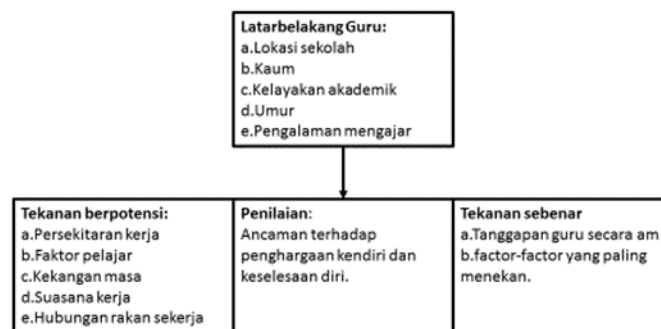 Latarbelakang Guru:
a.Lokasi sekolah
b.Kaum
c.Kelayakan akademik
d.Umur
e.Pengalaman mengajar
Tekanan berpotensi:
a.Persekitaran kerja
b.Faktor pelajar
c.Kekangan masa
d.Suasana kerja
e.Hubungan rakan sekerja
Penilaian:
Ancaman terhadap
penghargaan kendiri dan
keselesaan diri.
Tekanan sebenar
a.Tanggapan guru secara am
b.factor-factor yang paling
menekan.